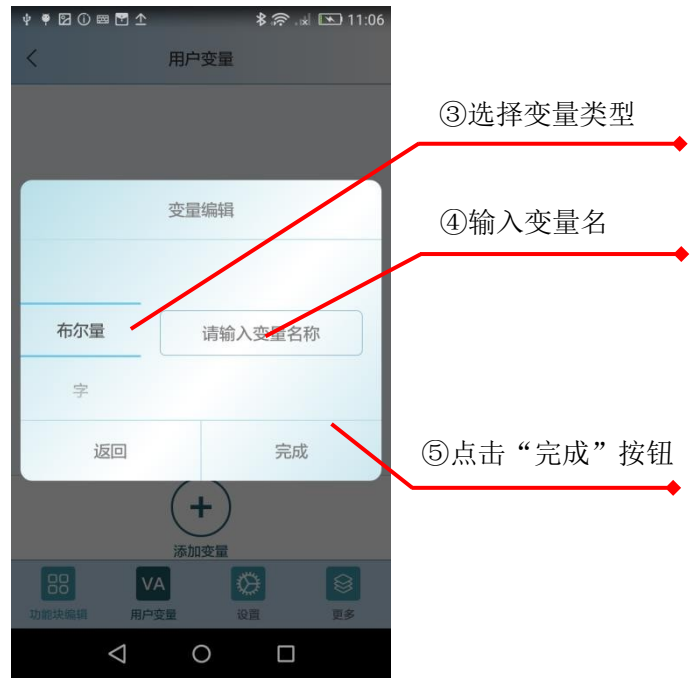 11:06
用户变量
③选择变量类型
变量编辑
④输入变量名
布尔量
请输入变量名称
字
返回
完成
⑤点击“完成”按钮
添加变量
VA
功能块编辑
用户变量
设置
更多